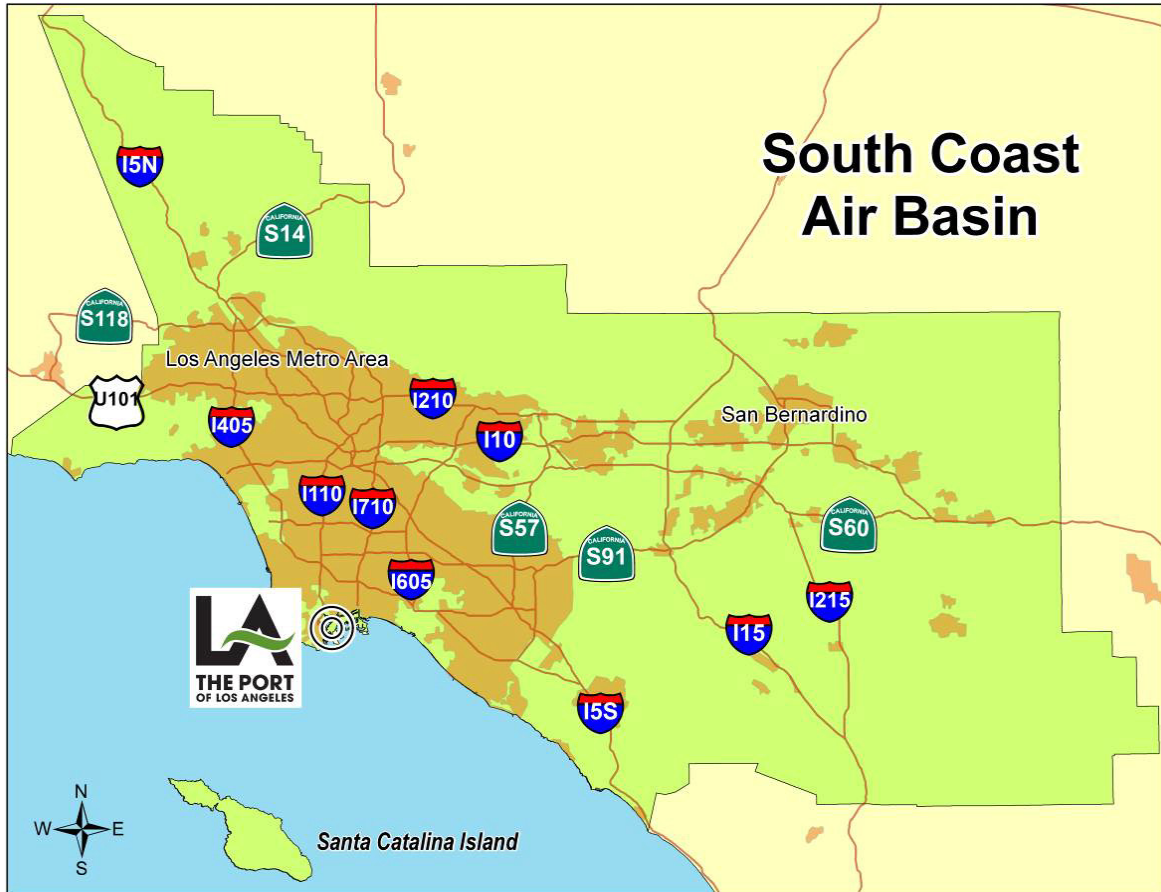 South Coast
Air Basin
I5N
CALIFORNIA
S14
CALIFORNIA
S118
Los Angeles Metro Area
U101
I210
San Bernardino
I405
I10
I110
I710
CALIFORNIA
S57
CALIFORNIA
S91
CALIFORNIA
S60
I605
I215
I15
LA
THE PORT
OF LOS ANGELES
I5S
N
W E
S
Santa Catalina Island